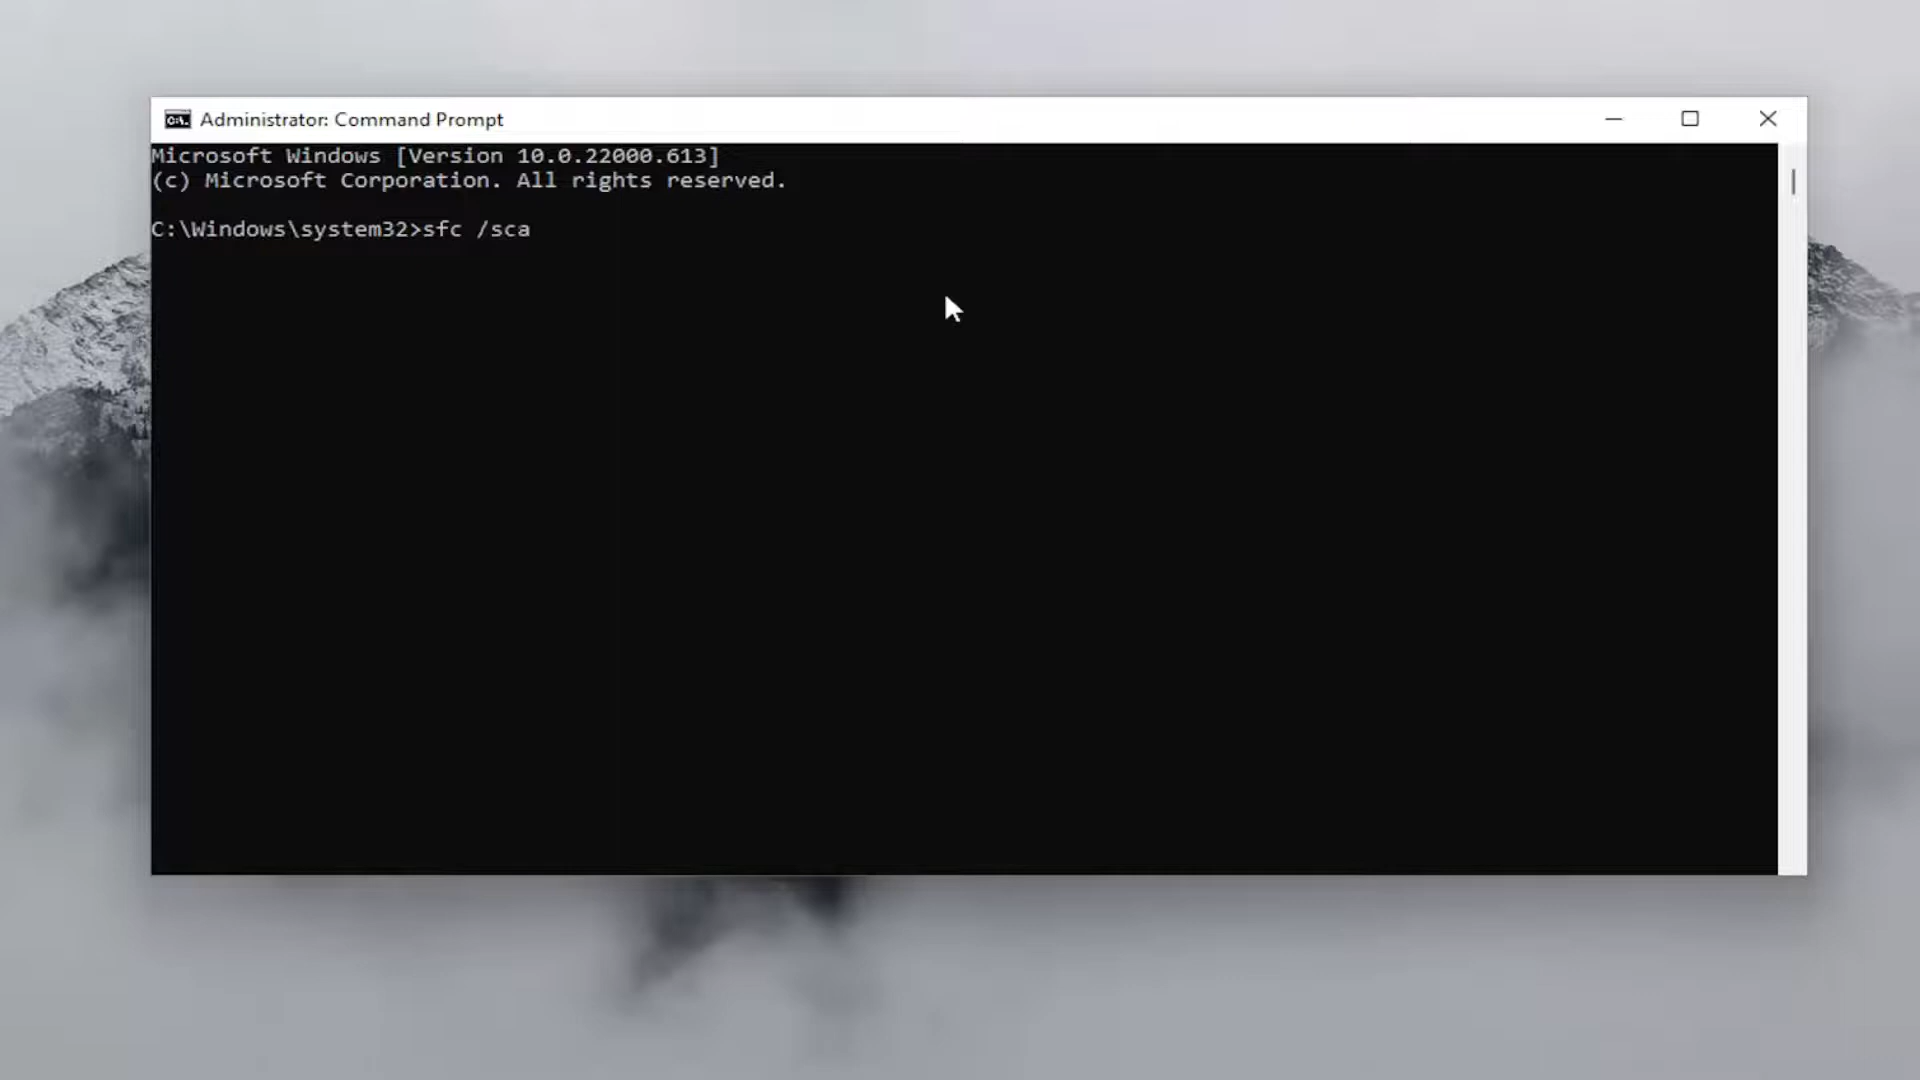 Administrator: Command Prompt
Microsoft Windows [Version 10.0.22000.613]
(c) Microsoft Corporation. All rights reserved.
C:\Windows\system32>sfc /sca